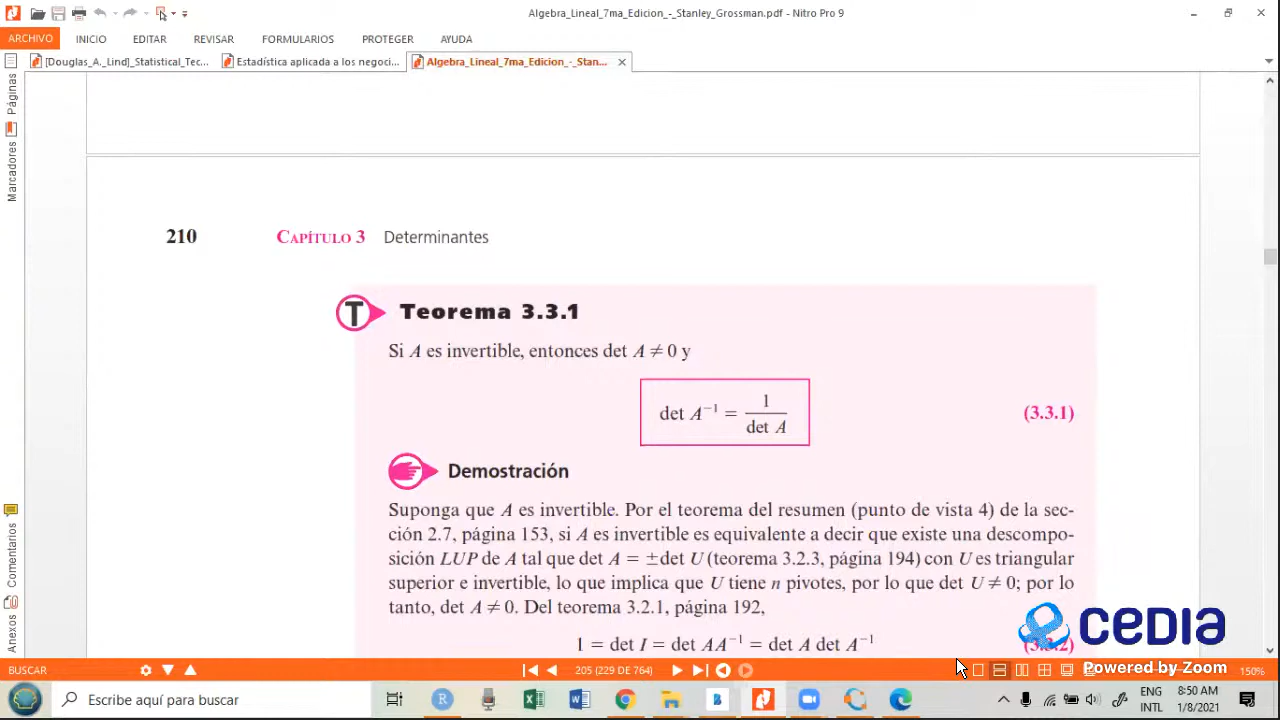 Algebra_Lineal_7ma_Edicion_-_Stanley_Grossman.pdf - Nitro Pro 9
ARCHIVO INICIO EDITAR REVISAR FORMULARIOS PROTEGER AYUDA
[Douglas_A._Lind]_Statistical_Tec... Estadística aplicada a los negoci... Algebra_Lineal_7ma_Edicion_-_Stan...
Páginas
Marcadores
Comentarios
Anexos
210 CAPÍTULO 3 Determinantes
T Teorema 3.3.1
Si A es invertible, entonces det A ≠ 0 y
det A⁻¹ = 1 / det A (3.3.1)
Demostración
Suponga que A es invertible. Por el teorema del resumen (punto de vista 4) de la sec-
ción 2.7, página 153, si A es invertible es equivalente a decir que existe una descompo-
sición LUP de A tal que det A = ±det U (teorema 3.2.3, página 194) con U es triangular
superior e invertible, lo que implica que U tiene n pivotes, por lo que det U ≠ 0; por lo
tanto, det A ≠ 0. Del teorema 3.2.1, página 192,
1 = det I = det AA⁻¹ = det A det A⁻¹ (3.3.2)
cedia
Powered by Zoom
BUSCAR 205 (229 DE 764) 150%
Escribe aquí para buscar
ENG
INTL
8:50 AM
1/8/2021